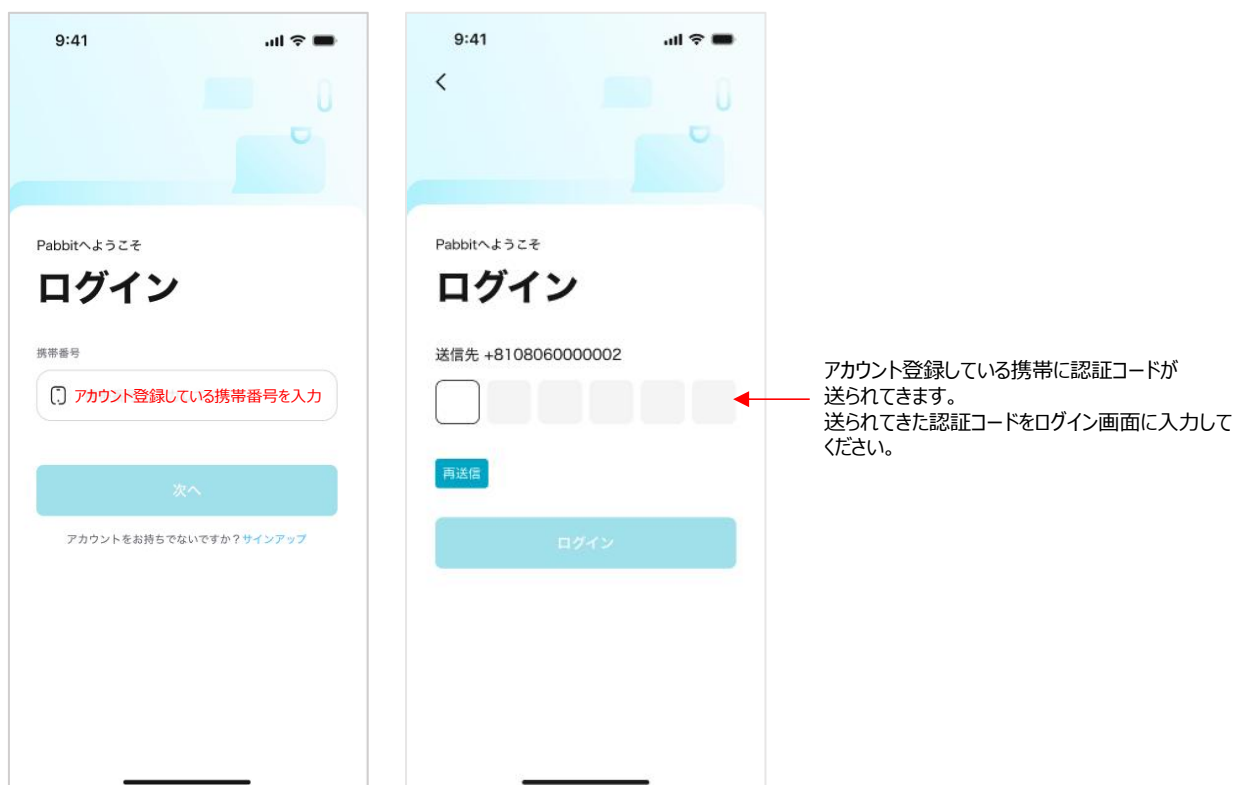 9:41
Pabbitへようこそ
ログイン
携帯番号
アカウント登録している携帯番号を入力
次へ
アカウントをお持ちでないですか？サインアップ
9:41
Pabbitへようこそ
ログイン
送信先 +8108060000002
再送信
ログイン
アカウント登録している携帯に認証コードが
送られてきます。
送られてきた認証コードをログイン画面に入力して
ください。